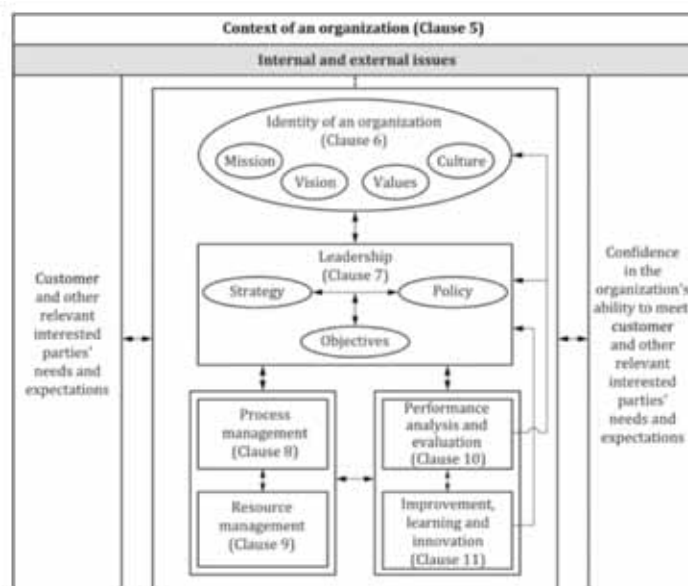 Context of an organization (Clause 5)
Internal and external issues
Identity of an organization
(Clause 6)
Mission
Vision
Values
Culture
Leadership
(Clause 7)
Strategy
Policy
Objectives
Customer
and other
relevant
interested
parties'
needs and
expectations
Process
management
(Clause 8)
Resource
management
(Clause 9)
Performance
analysis and
evaluation
(Clause 10)
Improvement,
learning and
innovation
(Clause 11)
Confidence
in the
organization's
ability to meet
customer
and other
relevant
interested
parties'
needs and
expectations